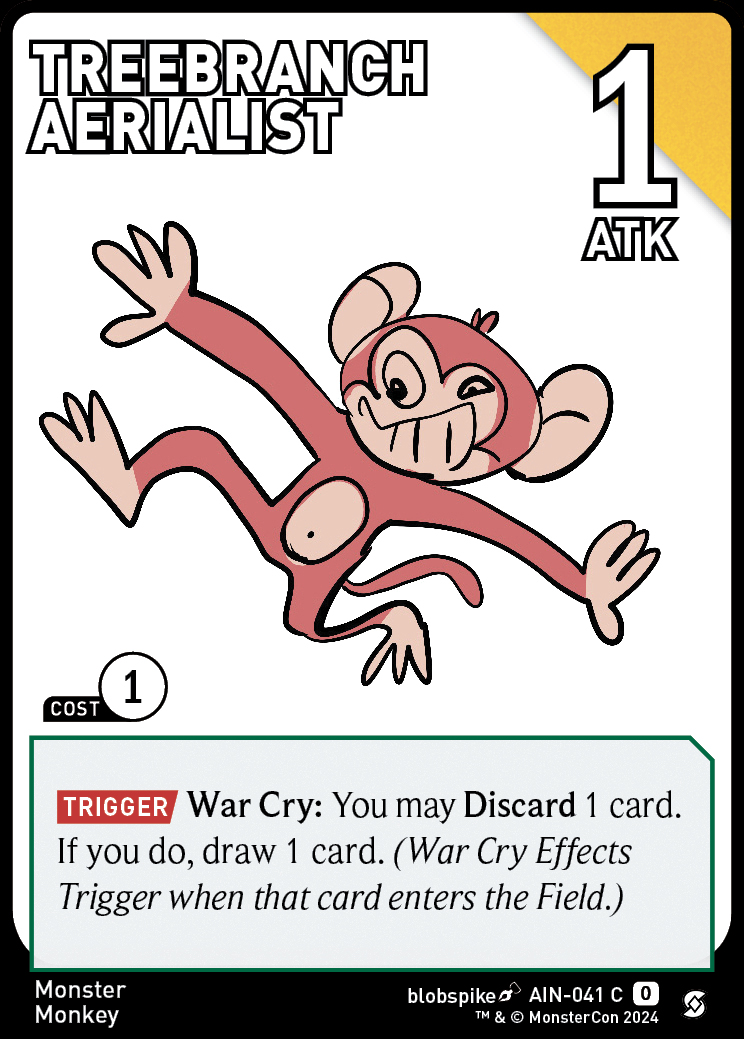 TREEBRANCH
AERIALIST
1
ATK
COST 1
TRIGGER War Cry: You may Discard 1 card.
If you do, draw 1 card. (War Cry Effects
Trigger when that card enters the Field.)
Monster
Monkey
blobspike AIN-041 C 0
™ & © MonsterCon 2024